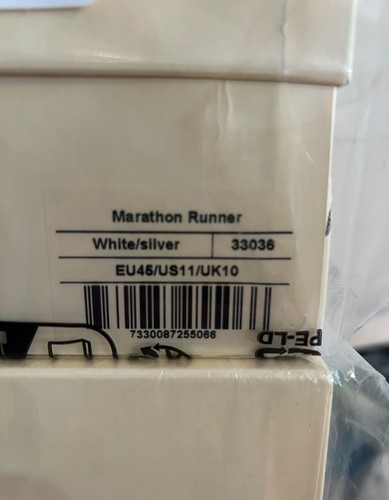 Marathon Runner
White/silver 33036
EU45/US11/UK10
7330087255066
PE-LD